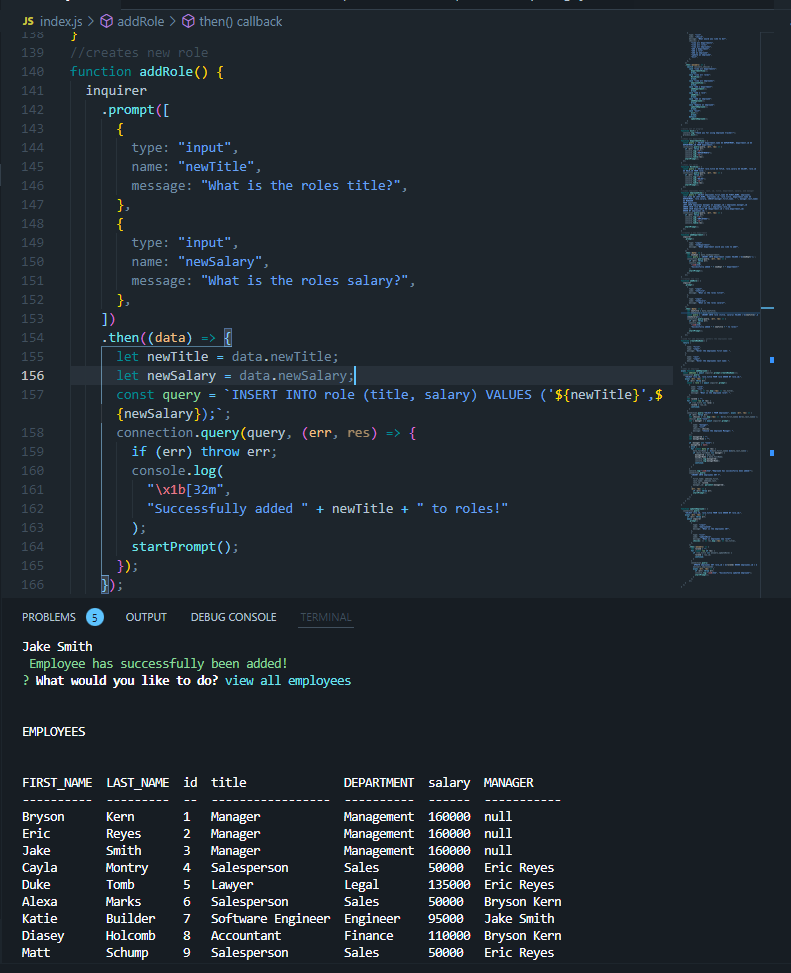 JS index.js > addRole > then() callback
138 }
139 //creates new role
140 function addRole() {
141 inquirer
142 .prompt([
143 {
144 type: "input",
145 name: "newTitle",
146 message: "What is the roles title?",
147 },
148 {
149 type: "input",
150 name: "newSalary",
151 message: "What is the roles salary?",
152 },
153 ])
154 .then((data) => {
155 let newTitle = data.newTitle;
156 let newSalary = data.newSalary;
157 const query = `INSERT INTO role (title, salary) VALUES ('${newTitle}',$
{newSalary});`;
158 connection.query(query, (err, res) => {
159 if (err) throw err;
160 console.log(
161 "\x1b[32m",
162 "Successfully added " + newTitle + " to roles!"
163 );
164 startPrompt();
165 });
166 });
PROBLEMS 5 OUTPUT DEBUG CONSOLE TERMINAL
Jake Smith
Employee has successfully been added!
? What would you like to do? view all employees
EMPLOYEES
FIRST_NAME LAST_NAME id title DEPARTMENT salary MANAGER
---------- --------- -- ----------------- ---------- ------ -----------
Bryson Kern 1 Manager Management 160000 null
Eric Reyes 2 Manager Management 160000 null
Jake Smith 3 Manager Management 160000 null
Cayla Montry 4 Salesperson Sales 50000 Eric Reyes
Duke Tomb 5 Lawyer Legal 135000 Eric Reyes
Alexa Marks 6 Salesperson Sales 50000 Bryson Kern
Katie Builder 7 Software Engineer Engineer 95000 Jake Smith
Diasey Holcomb 8 Accountant Finance 110000 Bryson Kern
Matt Schump 9 Salesperson Sales 50000 Eric Reyes